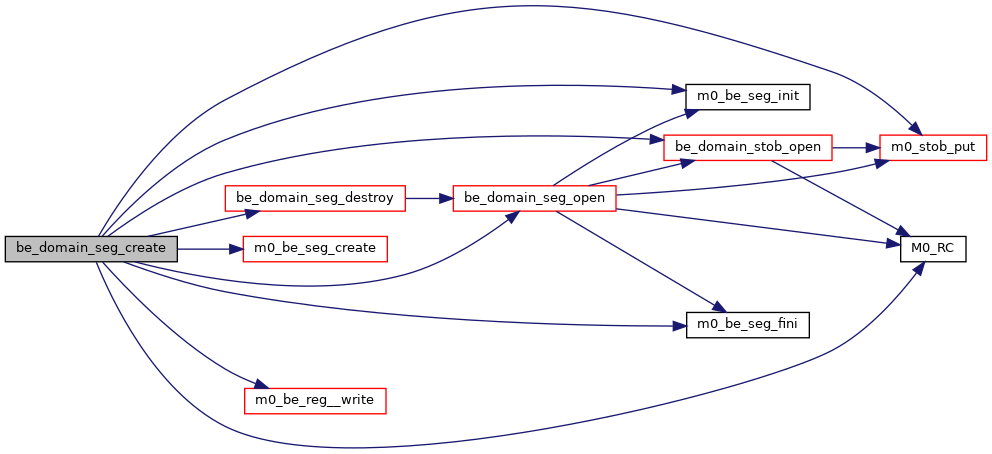 m0_be_seg_init
be_domain_stob_open
m0_stob_put
be_domain_seg_destroy
be_domain_seg_open
be_domain_seg_create
m0_be_seg_create
M0_RC
m0_be_seg_fini
m0_be_reg__write